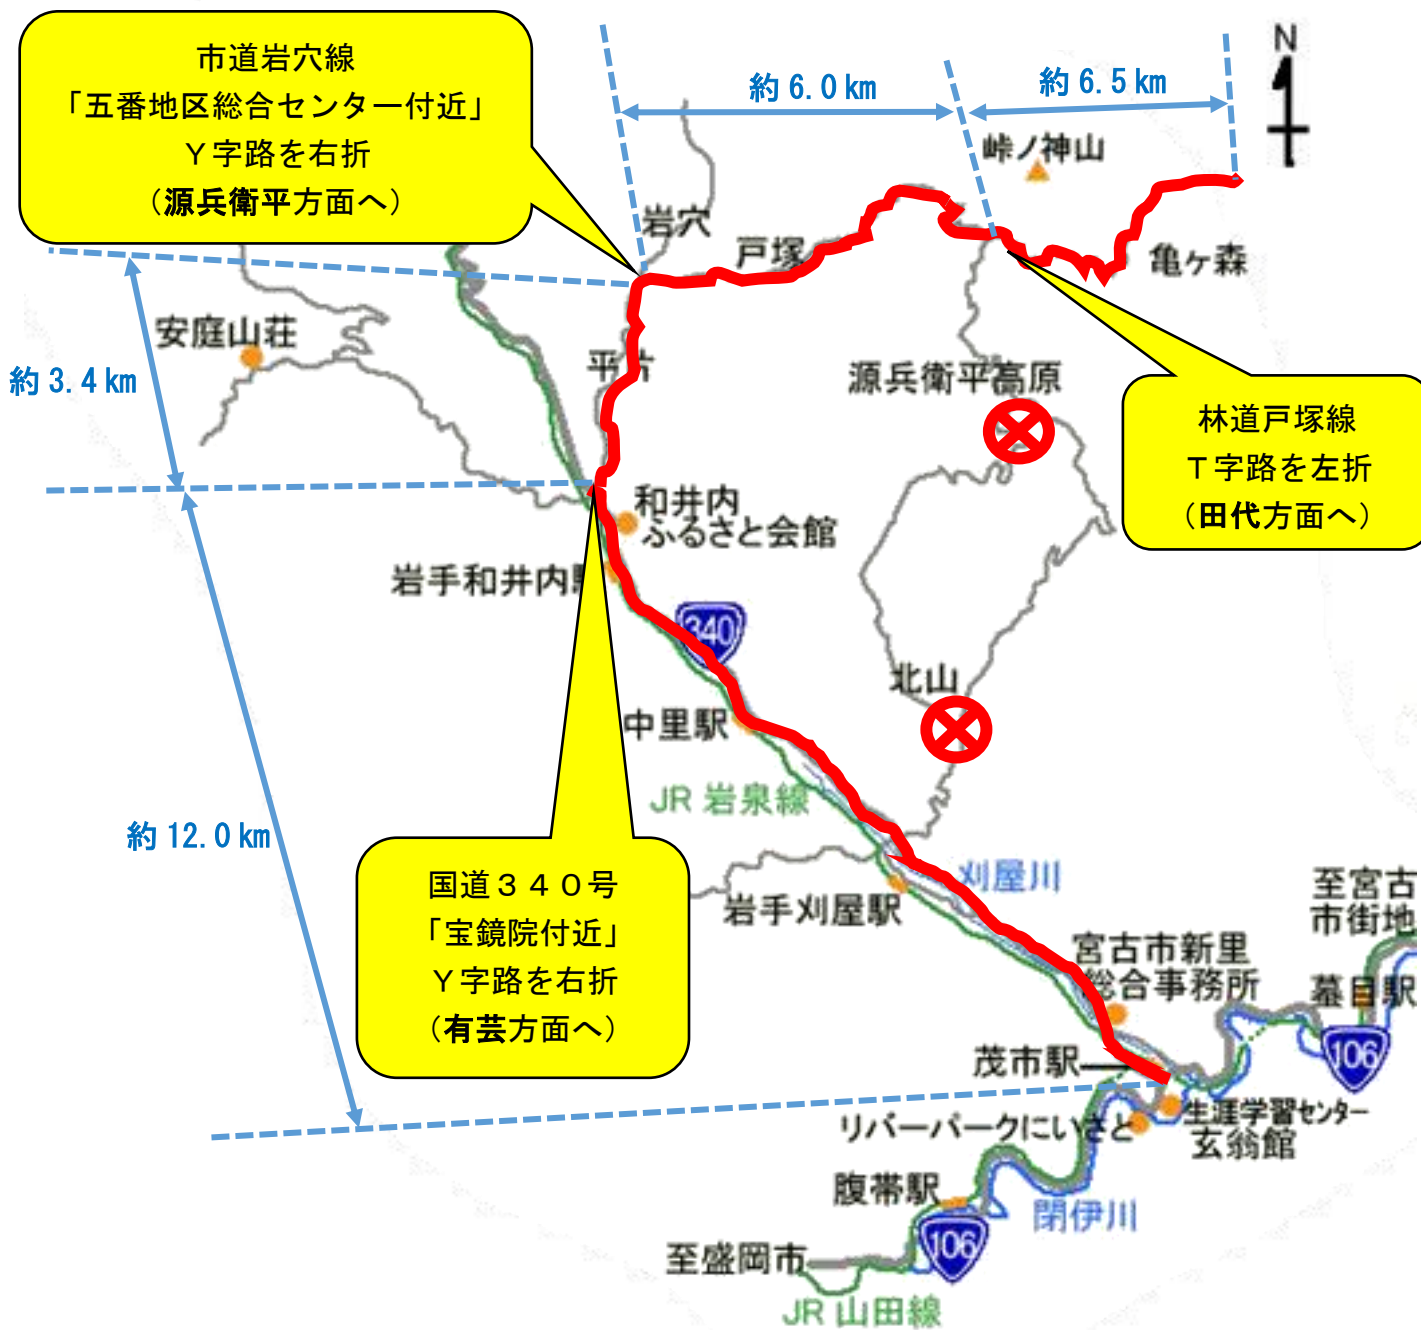 市道岩穴線
「五番地区総合センター付近」
Ｙ字路を右折
（源兵衛平方面へ）
約 6.0 km
約 6.5 km
N
峠ノ神山
岩穴
戸塚
亀ヶ森
安庭山荘
平片
約 3.4 km
源兵衛平高原
林道戸塚線
Ｔ字路を左折
（田代方面へ）
和井内
ふるさと会館
岩手和井内駅
340
北山
中里駅
JR 岩泉線
約 12.0 km
国道３４０号
「宝鏡院付近」
Ｙ字路を右折
（有芸方面へ）
刈屋川
岩手刈屋駅
至宮古
市街地
宮古市新里
総合事務所
蟇目駅
106
茂市駅
リバーパークにいさと
生涯学習センター
玄翁館
腹帯駅
閉伊川
106
至盛岡市
JR 山田線